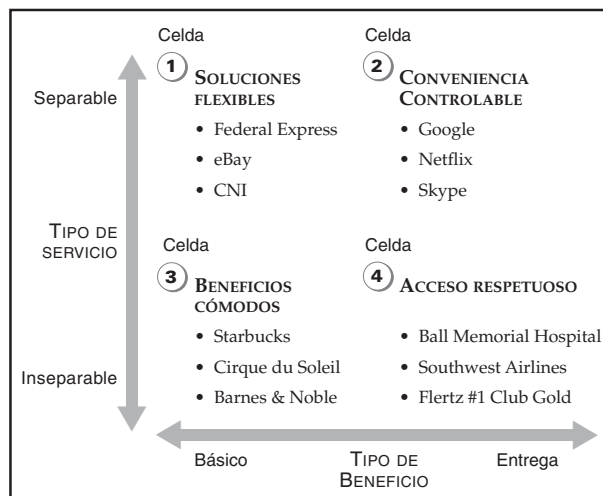 Celda
1
SOLUCIONES
FLEXIBLES
• Federal Express
• eBay
• CNI
Celda
2
CONVENIENCIA
CONTROLABLE
• Google
• Netflix
• Skype
Separable
TIPO DE
SERVICIO
Inseparable
Celda
3
BENEFICIOS
CÓMODOS
• Starbucks
• Cirque du Soleil
• Barnes & Noble
Celda
4
ACCESO RESPETUOSO
• Ball Memorial Hospital
• Southwest Airlines
• Flertz #1 Club Gold
Básico
TIPO DE
BENEFICIO
Entrega